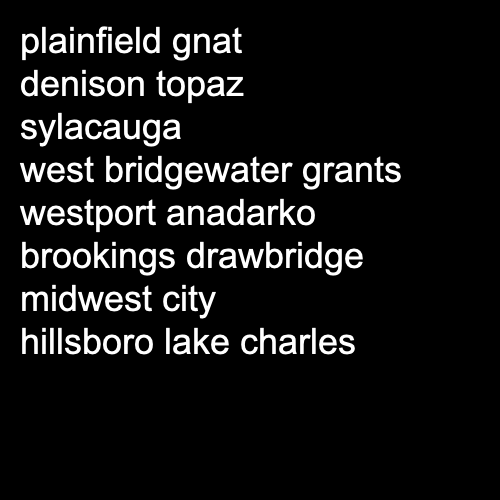 plainfield gnat
denison topaz
sylacauga
west bridgewater grants
westport anadarko
brookings drawbridge
midwest city
hillsboro lake charles